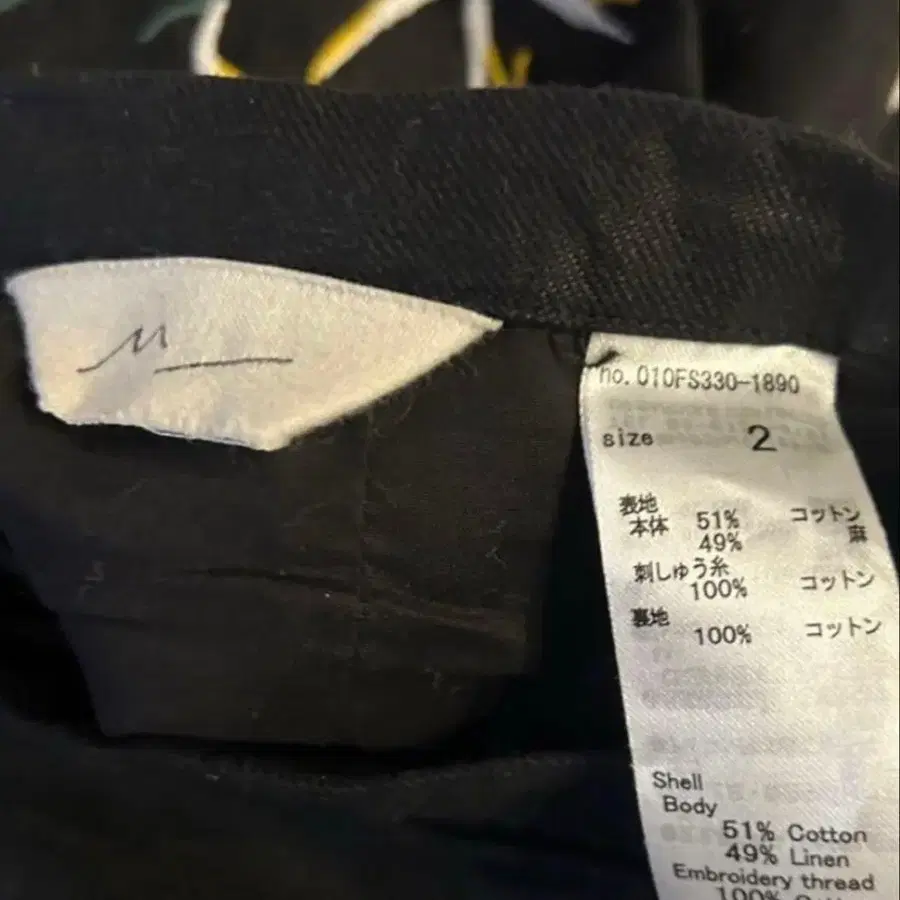 no. 010FS330-1890
size 2
表地
本体 51% コットン
49% 麻
刺しゅう糸
100% コットン
裏地
100% コットン
Shell
Body
51% Cotton
49% Linen
Embroidery thread
100%